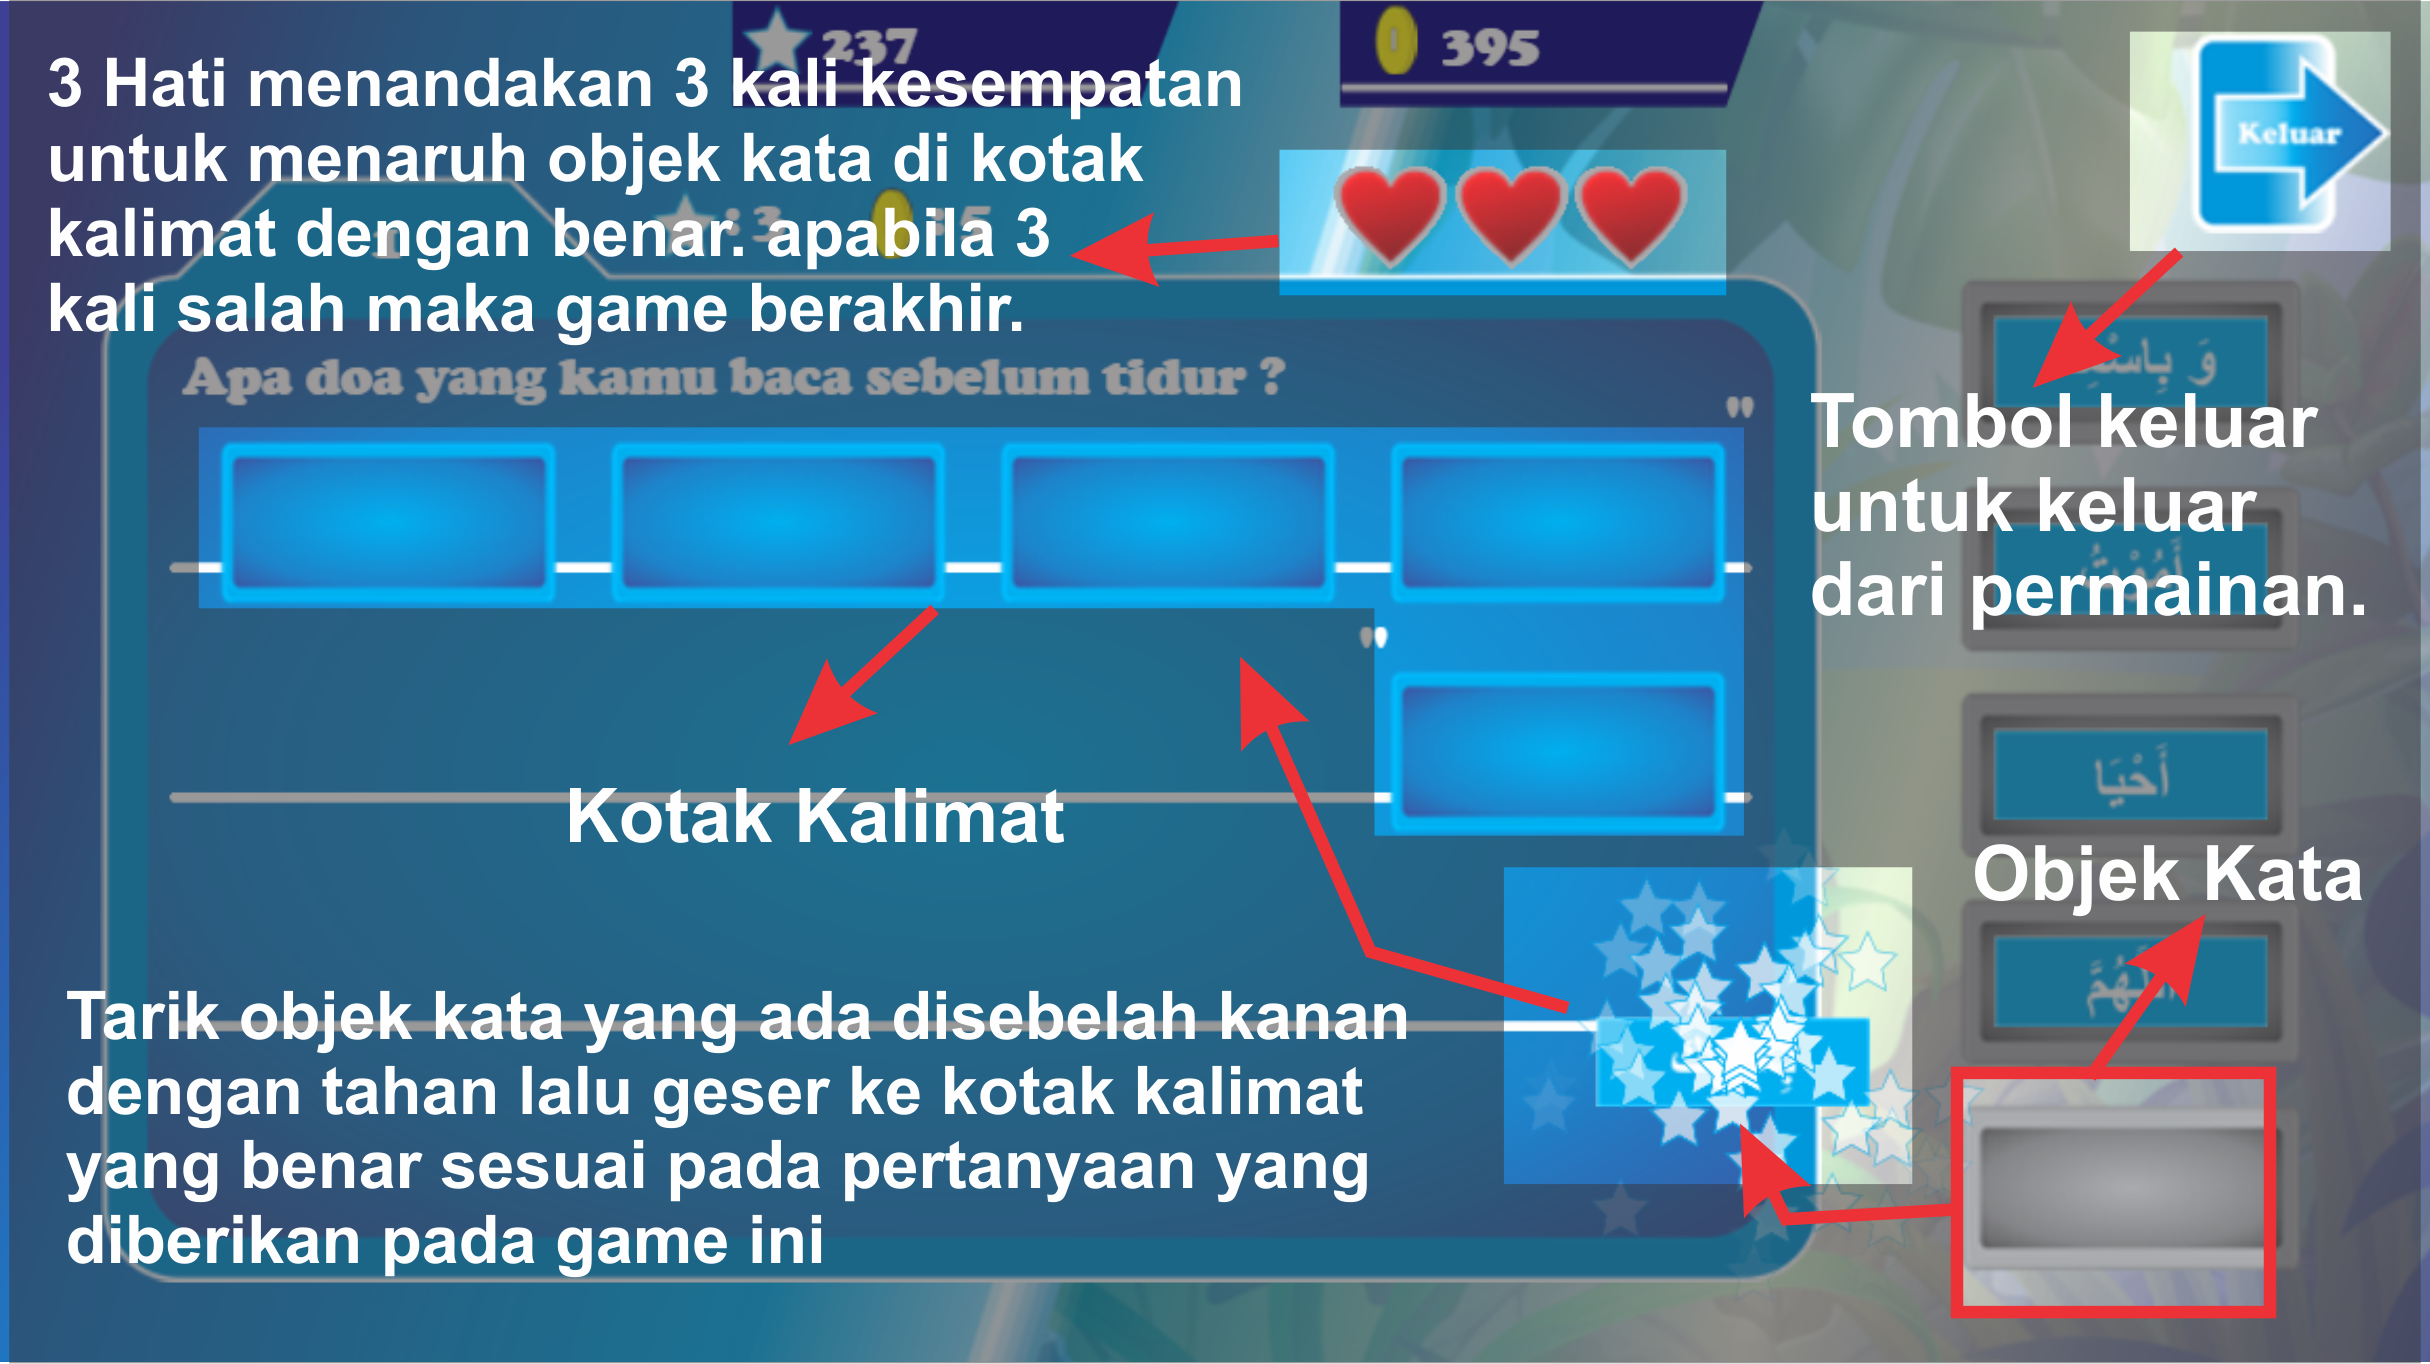 237
395
3 Hati menandakan 3 kali kesempatan
untuk menaruh objek kata di kotak
kalimat dengan benar. apabila 3
kali salah maka game berakhir.
Keluar
1
: 3
: 5
Apa doa yang kamu baca sebelum tidur ?
"
"
Tombol keluar
untuk keluar
dari permainan.
أَحْيَا
Kotak Kalimat
Objek Kata
Tarik objek kata yang ada disebelah kanan
dengan tahan lalu geser ke kotak kalimat
yang benar sesuai pada pertanyaan yang
diberikan pada game ini